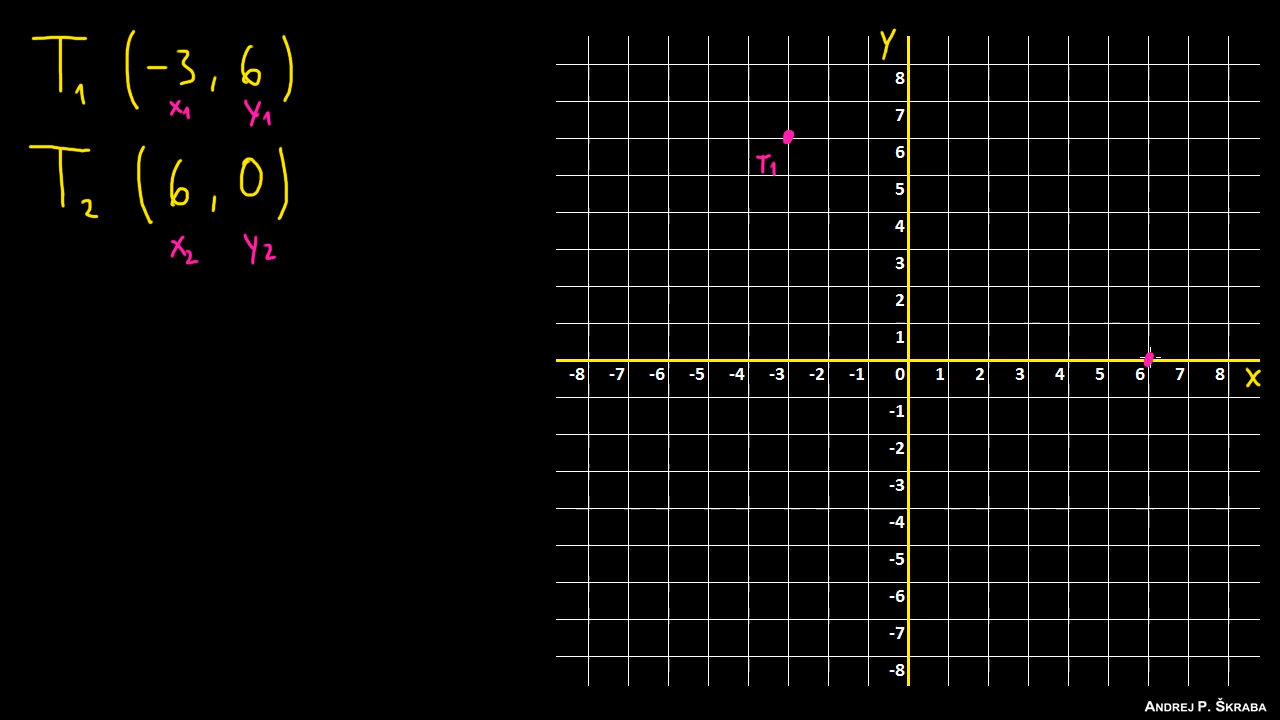 T₁ (-3, 6)
x₁ y₁
T₂ (6, 0)
x₂ y₂
Y
8
7
T₁
6
5
4
3
2
1
-8 -7 -6 -5 -4 -3 -2 -1 0 1 2 3 4 5 6 7 8 X
-1
-2
-3
-4
-5
-6
-7
-8
ANDREJ P. ŠKRABA